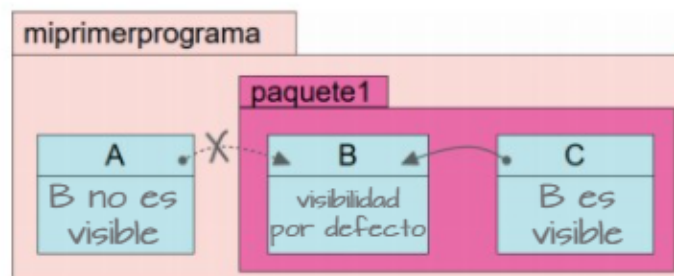 miprimerprograma
paquete1
A
B no es
visible
B
visibilidad
por defecto
C
B es
visible